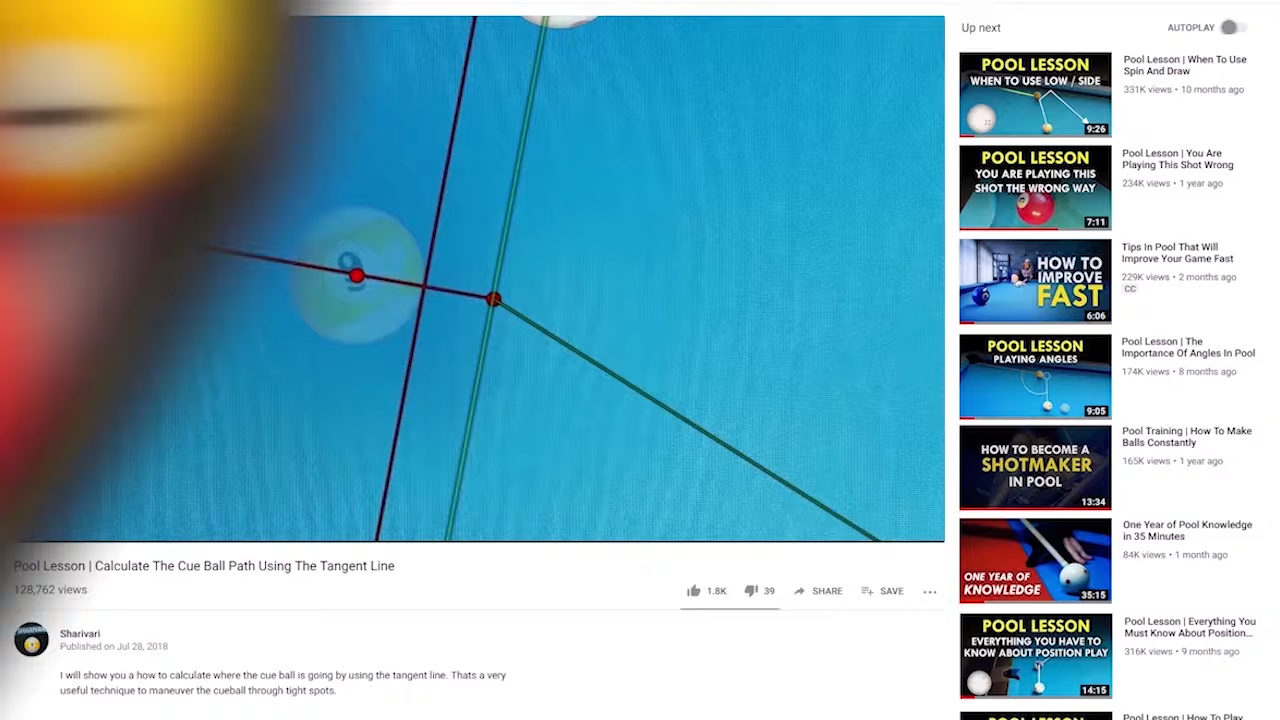 9
Pool Lesson | Calculate The Cue Ball Path Using The Tangent Line
128,762 views
1.8K
39
SHARE
SAVE
Sharivari
Published on Jul 28, 2018
I will show you a how to calculate where the cue ball is going by using the tangent line. Thats a very
useful technique to maneuver the cueball through tight spots.
Up next
AUTOPLAY
POOL LESSON
WHEN TO USE LOW / SIDE
9:26
Pool Lesson | When To Use
Spin And Draw
331K views • 10 months ago
POOL LESSON
YOU ARE PLAYING THIS
SHOT THE WRONG WAY
7:11
Pool Lesson | You Are
Playing This Shot Wrong
234K views • 1 year ago
HOW TO
IMPROVE
FAST
6:06
Tips In Pool That Will
Improve Your Game Fast
229K views • 2 months ago
CC
POOL LESSON
PLAYING ANGLES
9:05
Pool Lesson | The
Importance Of Angles In Pool
174K views • 8 months ago
HOW TO BECOME A
SHOTMAKER
IN POOL
13:34
Pool Training | How To Make
Balls Constantly
165K views • 1 year ago
ONE YEAR OF
KNOWLEDGE
35:15
One Year of Pool Knowledge
in 35 Minutes
84K views • 1 month ago
POOL LESSON
EVERYTHING YOU HAVE TO
KNOW ABOUT POSITION PLAY
14:15
Pool Lesson | Everything You
Must Know About Position...
316K views • 9 months ago
Pool Lesson | How To Play